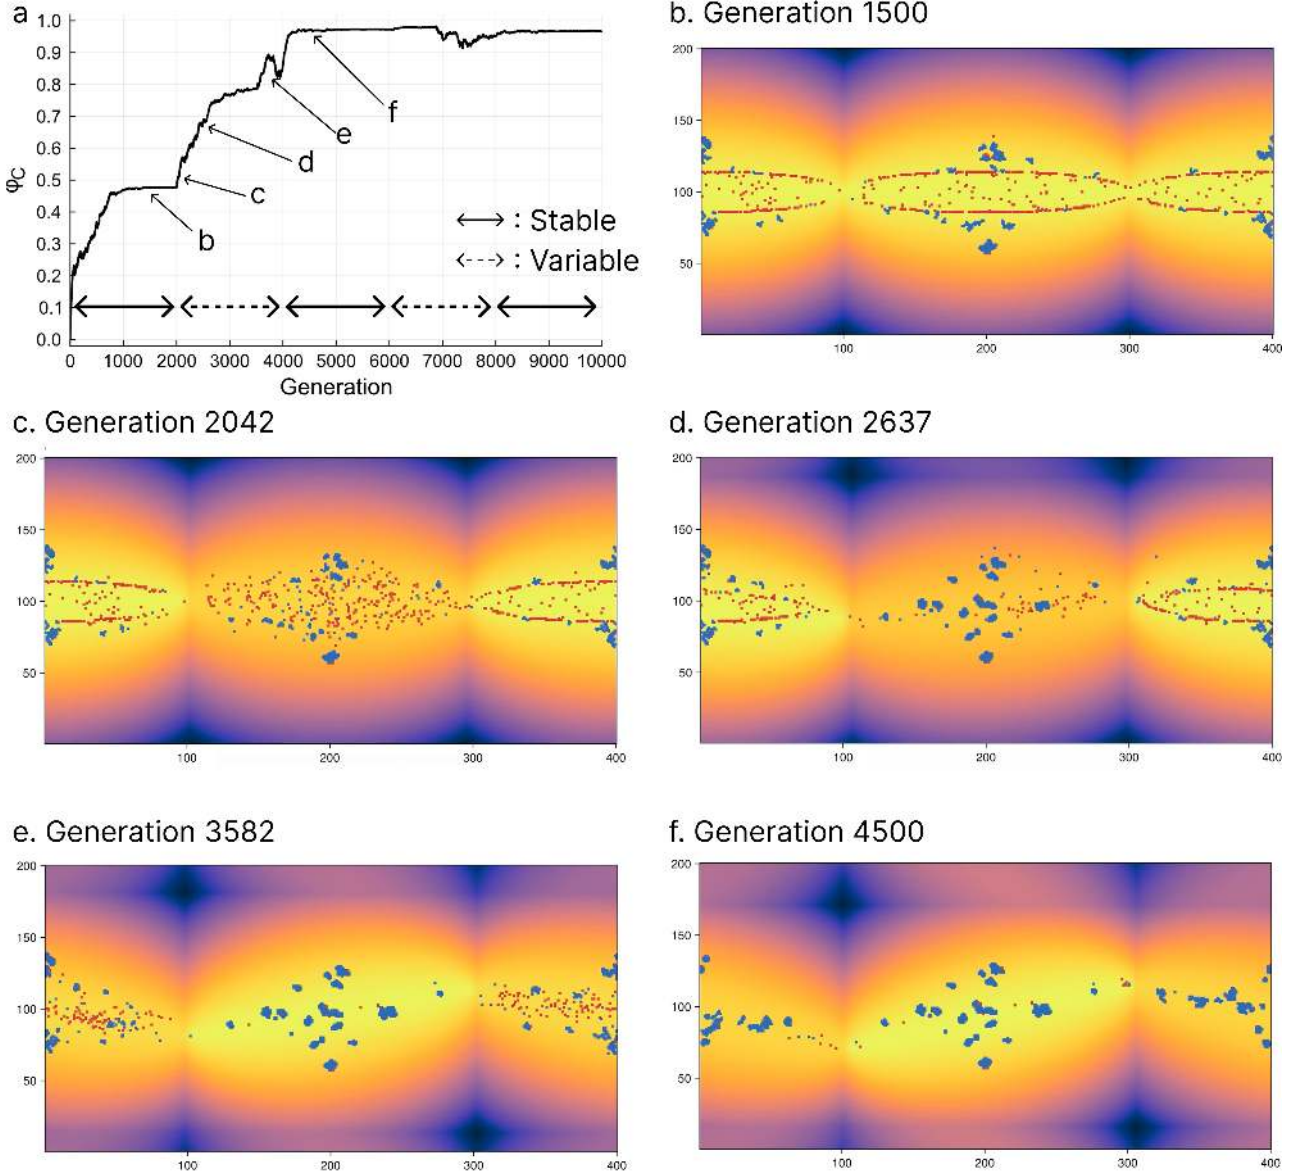 a
1.0
0.9
0.8
0.7
0.6
0.5
0.4
0.3
0.2
0.1
0.0
φC
b
c
d
e
f
: Stable
: Variable
0 1000 2000 3000 4000 5000 6000 7000 8000 9000 10000
Generation
b. Generation 1500
200
150
100
50
100 200 300 400
c. Generation 2042
200
150
100
50
100 200 300 400
d. Generation 2637
200
150
100
50
100 200 300 400
e. Generation 3582
200
150
100
50
100 200 300 400
f. Generation 4500
200
150
100
50
100 200 300 400